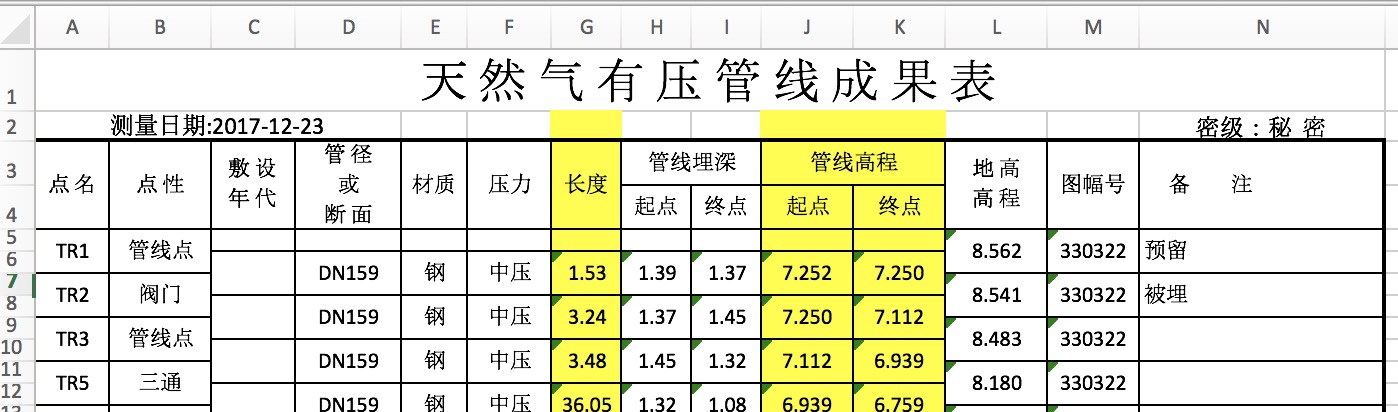 A B C D E F G H I J K L M N
1 天然气有压管线成果表
2 测量日期:2017-12-23 密级：秘 密
3 点名 点性 敷设年代 管径或断面 材质 压力 长度 管线埋深 管线高程 地高高程 图幅号 备 注
4 起点 终点 起点 终点
5 TR1 管线点 8.562 330322 预留
6 DN159 钢 中压 1.53 1.39 1.37 7.252 7.250
7 TR2 阀门 8.541 330322 被埋
8 DN159 钢 中压 3.24 1.37 1.45 7.250 7.112
9 TR3 管线点 8.483 330322
10 DN159 钢 中压 3.48 1.45 1.32 7.112 6.939
11 TR5 三通 8.180 330322
12 DN159 钢 中压 36.05 1.32 1.08 6.939 6.759
13